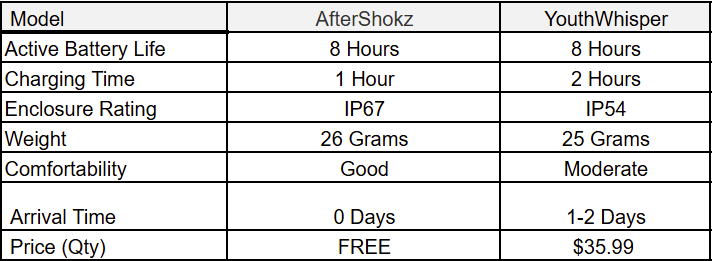 Model AfterShokz YouthWhisper
Active Battery Life 8 Hours 8 Hours
Charging Time 1 Hour 2 Hours
Enclosure Rating IP67 IP54
Weight 26 Grams 25 Grams
Comfortability Good Moderate
Arrival Time 0 Days 1-2 Days
Price (Qty) FREE $35.99